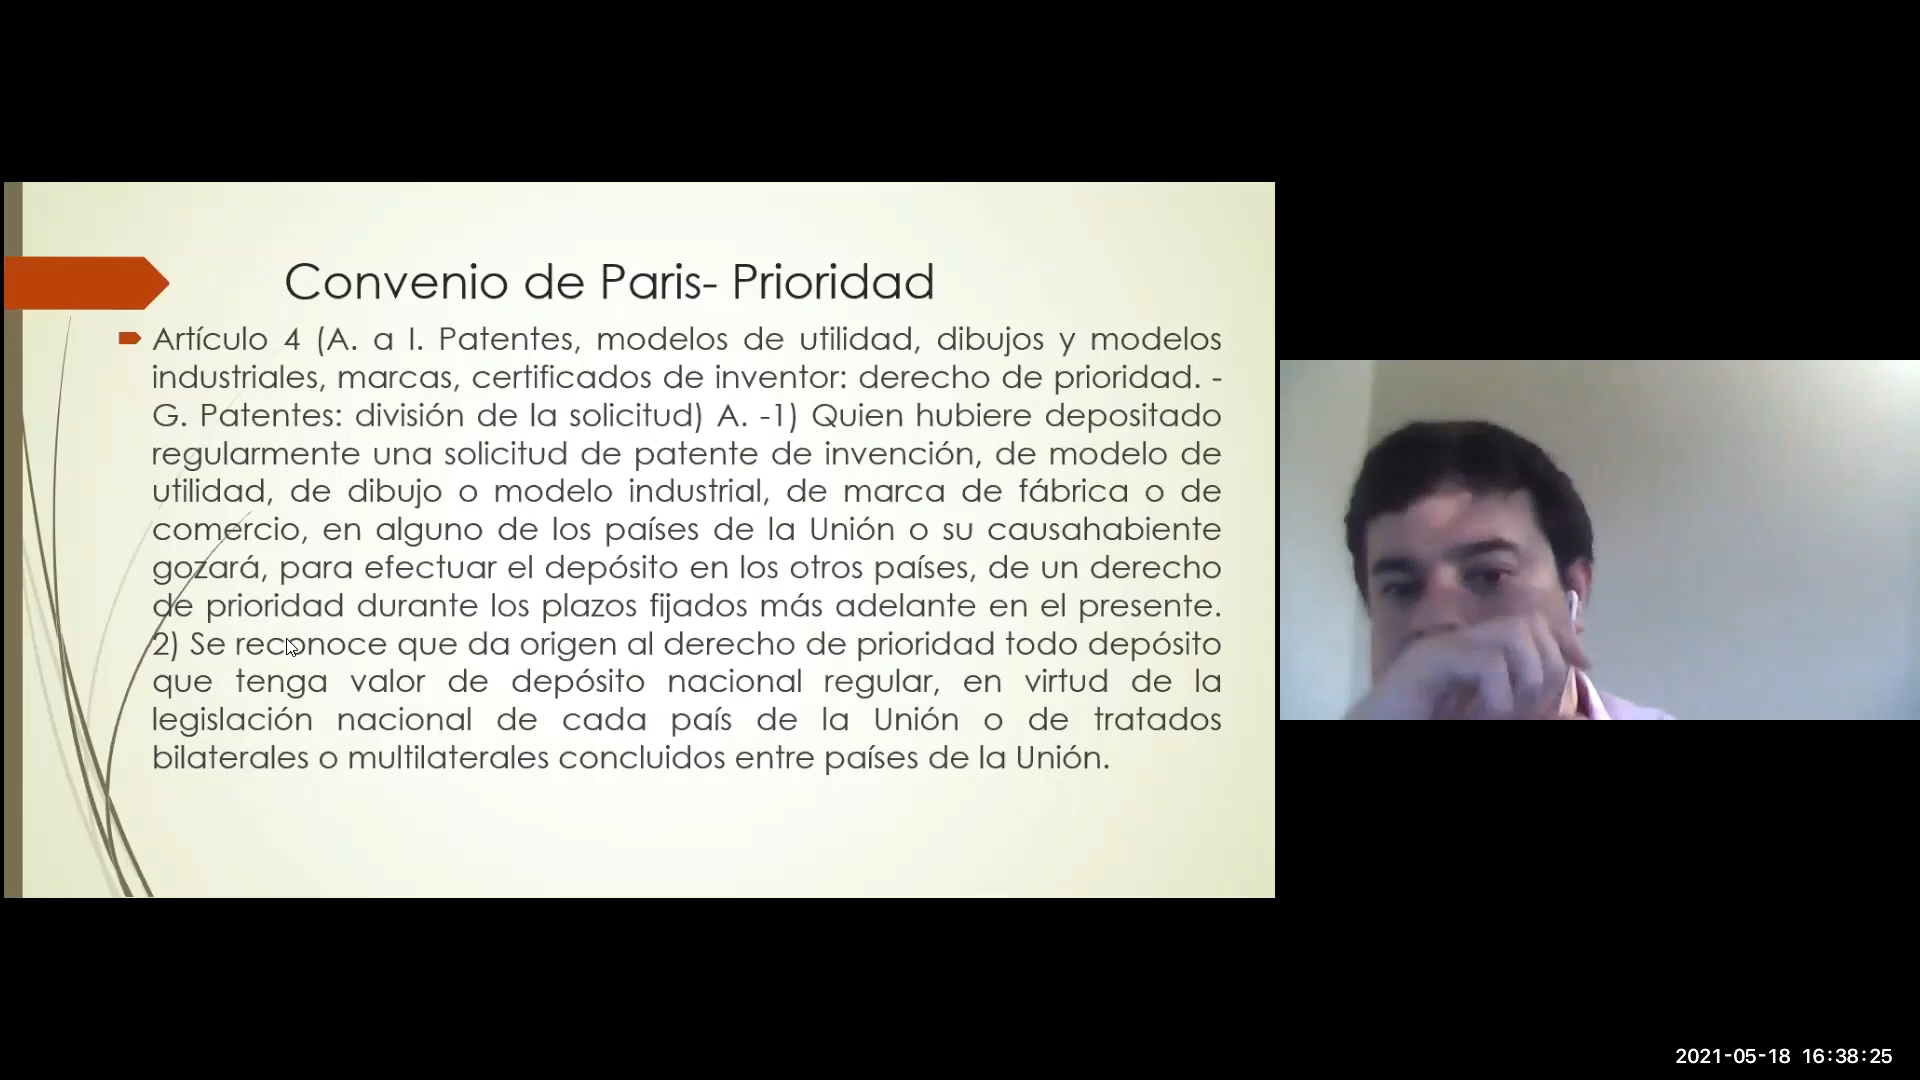 Convenio de Paris- Prioridad
Artículo 4 (A. a I. Patentes, modelos de utilidad, dibujos y modelos
industriales, marcas, certificados de inventor: derecho de prioridad. -
G. Patentes: división de la solicitud) A. -1) Quien hubiere depositado
regularmente una solicitud de patente de invención, de modelo de
utilidad, de dibujo o modelo industrial, de marca de fábrica o de
comercio, en alguno de los países de la Unión o su causahabiente
gozará, para efectuar el depósito en los otros países, de un derecho
de prioridad durante los plazos fijados más adelante en el presente.
2) Se reconoce que da origen al derecho de prioridad todo depósito
que tenga valor de depósito nacional regular, en virtud de la
legislación nacional de cada país de la Unión o de tratados
bilaterales o multilaterales concluidos entre países de la Unión.
2021-05-18 16:38:25